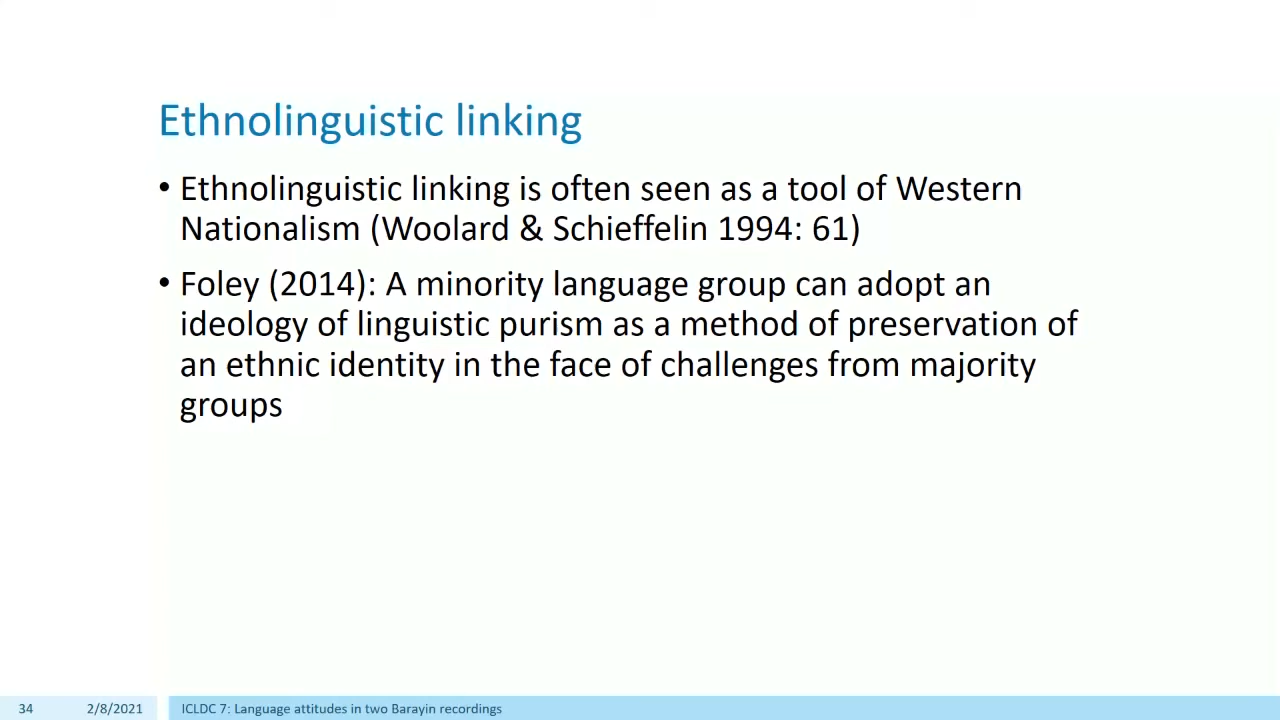 Ethnolinguistic linking
• Ethnolinguistic linking is often seen as a tool of Western
Nationalism (Woolard & Schieffelin 1994: 61)
• Foley (2014): A minority language group can adopt an
ideology of linguistic purism as a method of preservation of
an ethnic identity in the face of challenges from majority
groups
34 2/8/2021 ICLDC 7: Language attitudes in two Barayin recordings